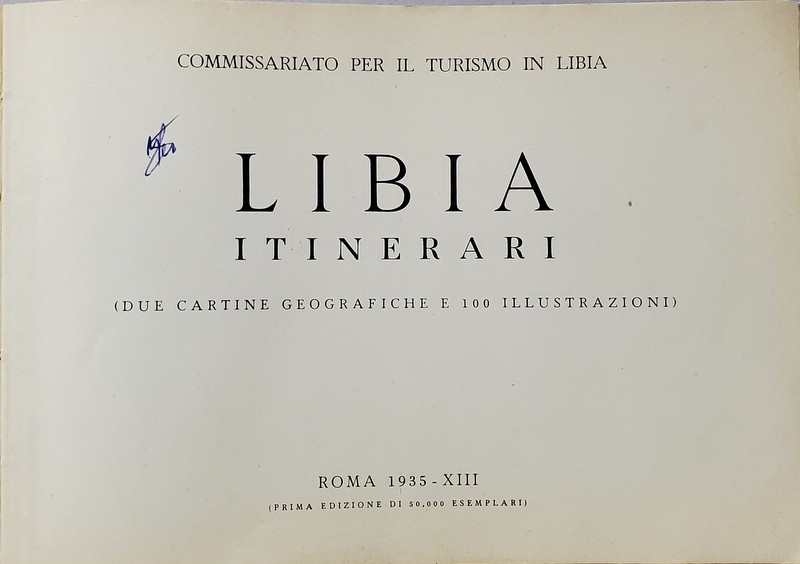 COMMISSARIATO PER IL TURISMO IN LIBIA
LIBIA
ITINERARI
(DUE CARTINE GEOGRAFICHE E 100 ILLUSTRAZIONI)
ROMA 1935 - XIII
(PRIMA EDIZIONE DI 50,000 ESEMPLARI)